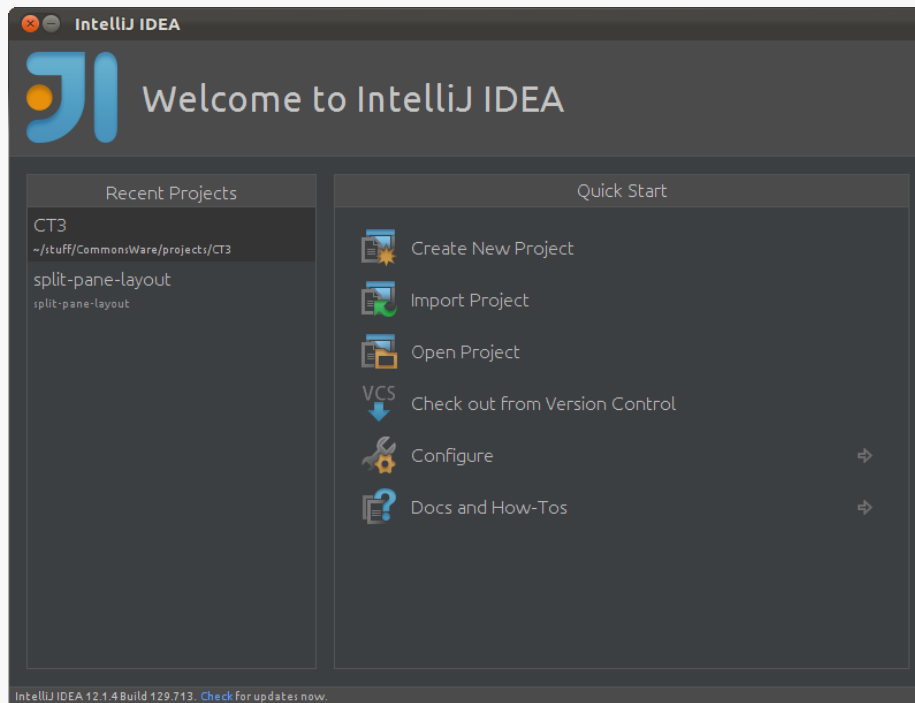 IntelliJ IDEA
Welcome to IntelliJ IDEA
Recent Projects
CT3
~/stuff/CommonsWare/projects/CT3
split-pane-layout
split-pane-layout
Quick Start
Create New Project
Import Project
Open Project
VCS
Check out from Version Control
Configure
Docs and How-Tos
IntelliJ IDEA 12.1.4 Build 129.713. Check for updates now.